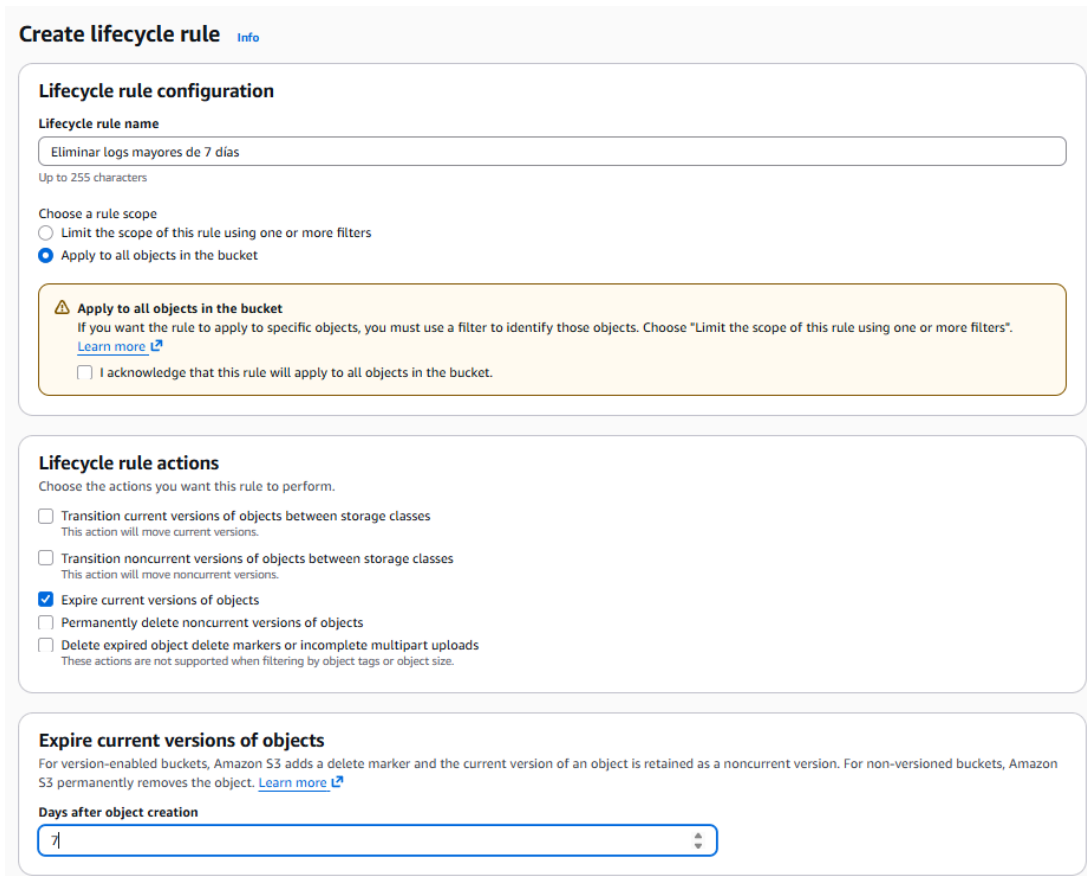 Create lifecycle rule Info
Lifecycle rule configuration
Lifecycle rule name
Eliminar logs mayores de 7 días
Up to 255 characters
Choose a rule scope
Limit the scope of this rule using one or more filters
Apply to all objects in the bucket
Apply to all objects in the bucket
If you want the rule to apply to specific objects, you must use a filter to identify those objects. Choose "Limit the scope of this rule using one or more filters".
Learn more
I acknowledge that this rule will apply to all objects in the bucket.
Lifecycle rule actions
Choose the actions you want this rule to perform.
Transition current versions of objects between storage classes
This action will move current versions.
Transition noncurrent versions of objects between storage classes
This action will move noncurrent versions.
Expire current versions of objects
Permanently delete noncurrent versions of objects
Delete expired object delete markers or incomplete multipart uploads
These actions are not supported when filtering by object tags or object size.
Expire current versions of objects
For version-enabled buckets, Amazon S3 adds a delete marker and the current version of an object is retained as a noncurrent version. For non-versioned buckets, Amazon
S3 permanently removes the object. Learn more
Days after object creation
7